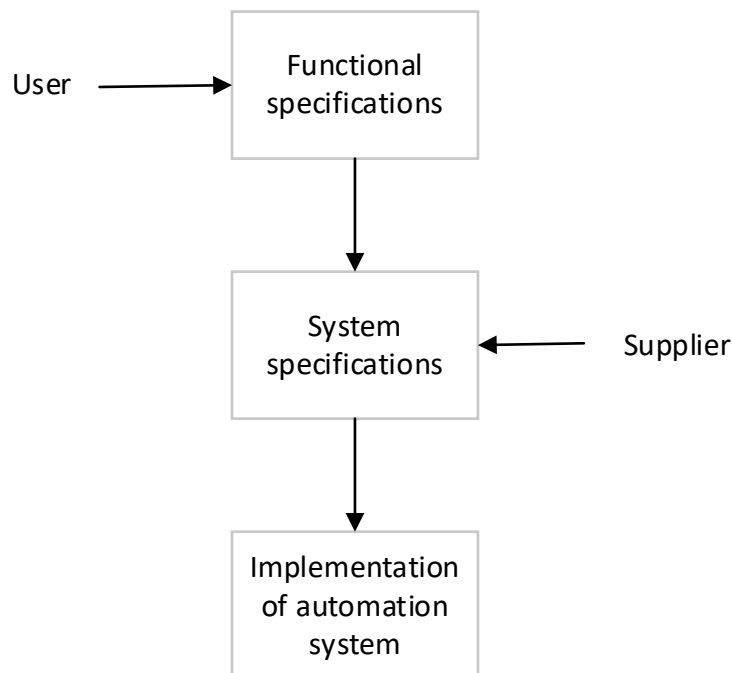 User
Functional
specifications
System
specifications
Supplier
Implementation
of automation
system